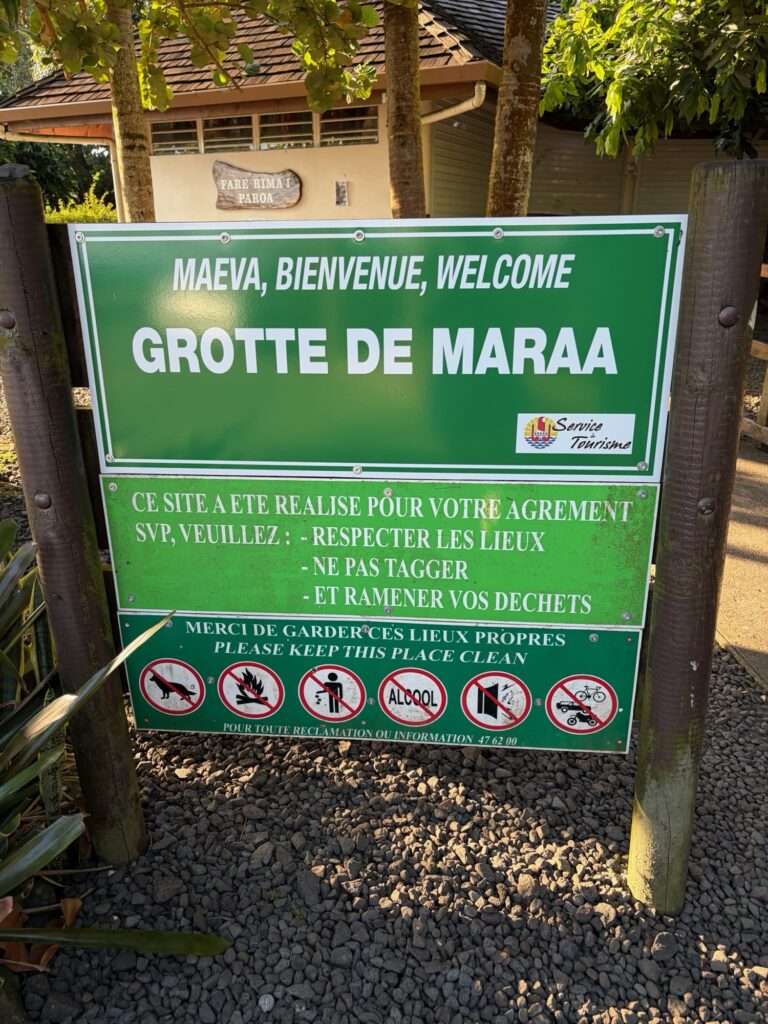 FARE RIMA'I
PAROA
MAEVA, BIENVENUE, WELCOME
GROTTE DE MARAA
Service
du
Tourisme
CE SITE A ETE REALISE POUR VOTRE AGREMENT
SVP, VEUILLEZ : - RESPECTER LES LIEUX
- NE PAS TAGGER
- ET RAMENER VOS DECHETS
MERCI DE GARDER CES LIEUX PROPRES
PLEASE KEEP THIS PLACE CLEAN
ALCOOL
POUR TOUTE RECLAMATION OU INFORMATION 47 62 00